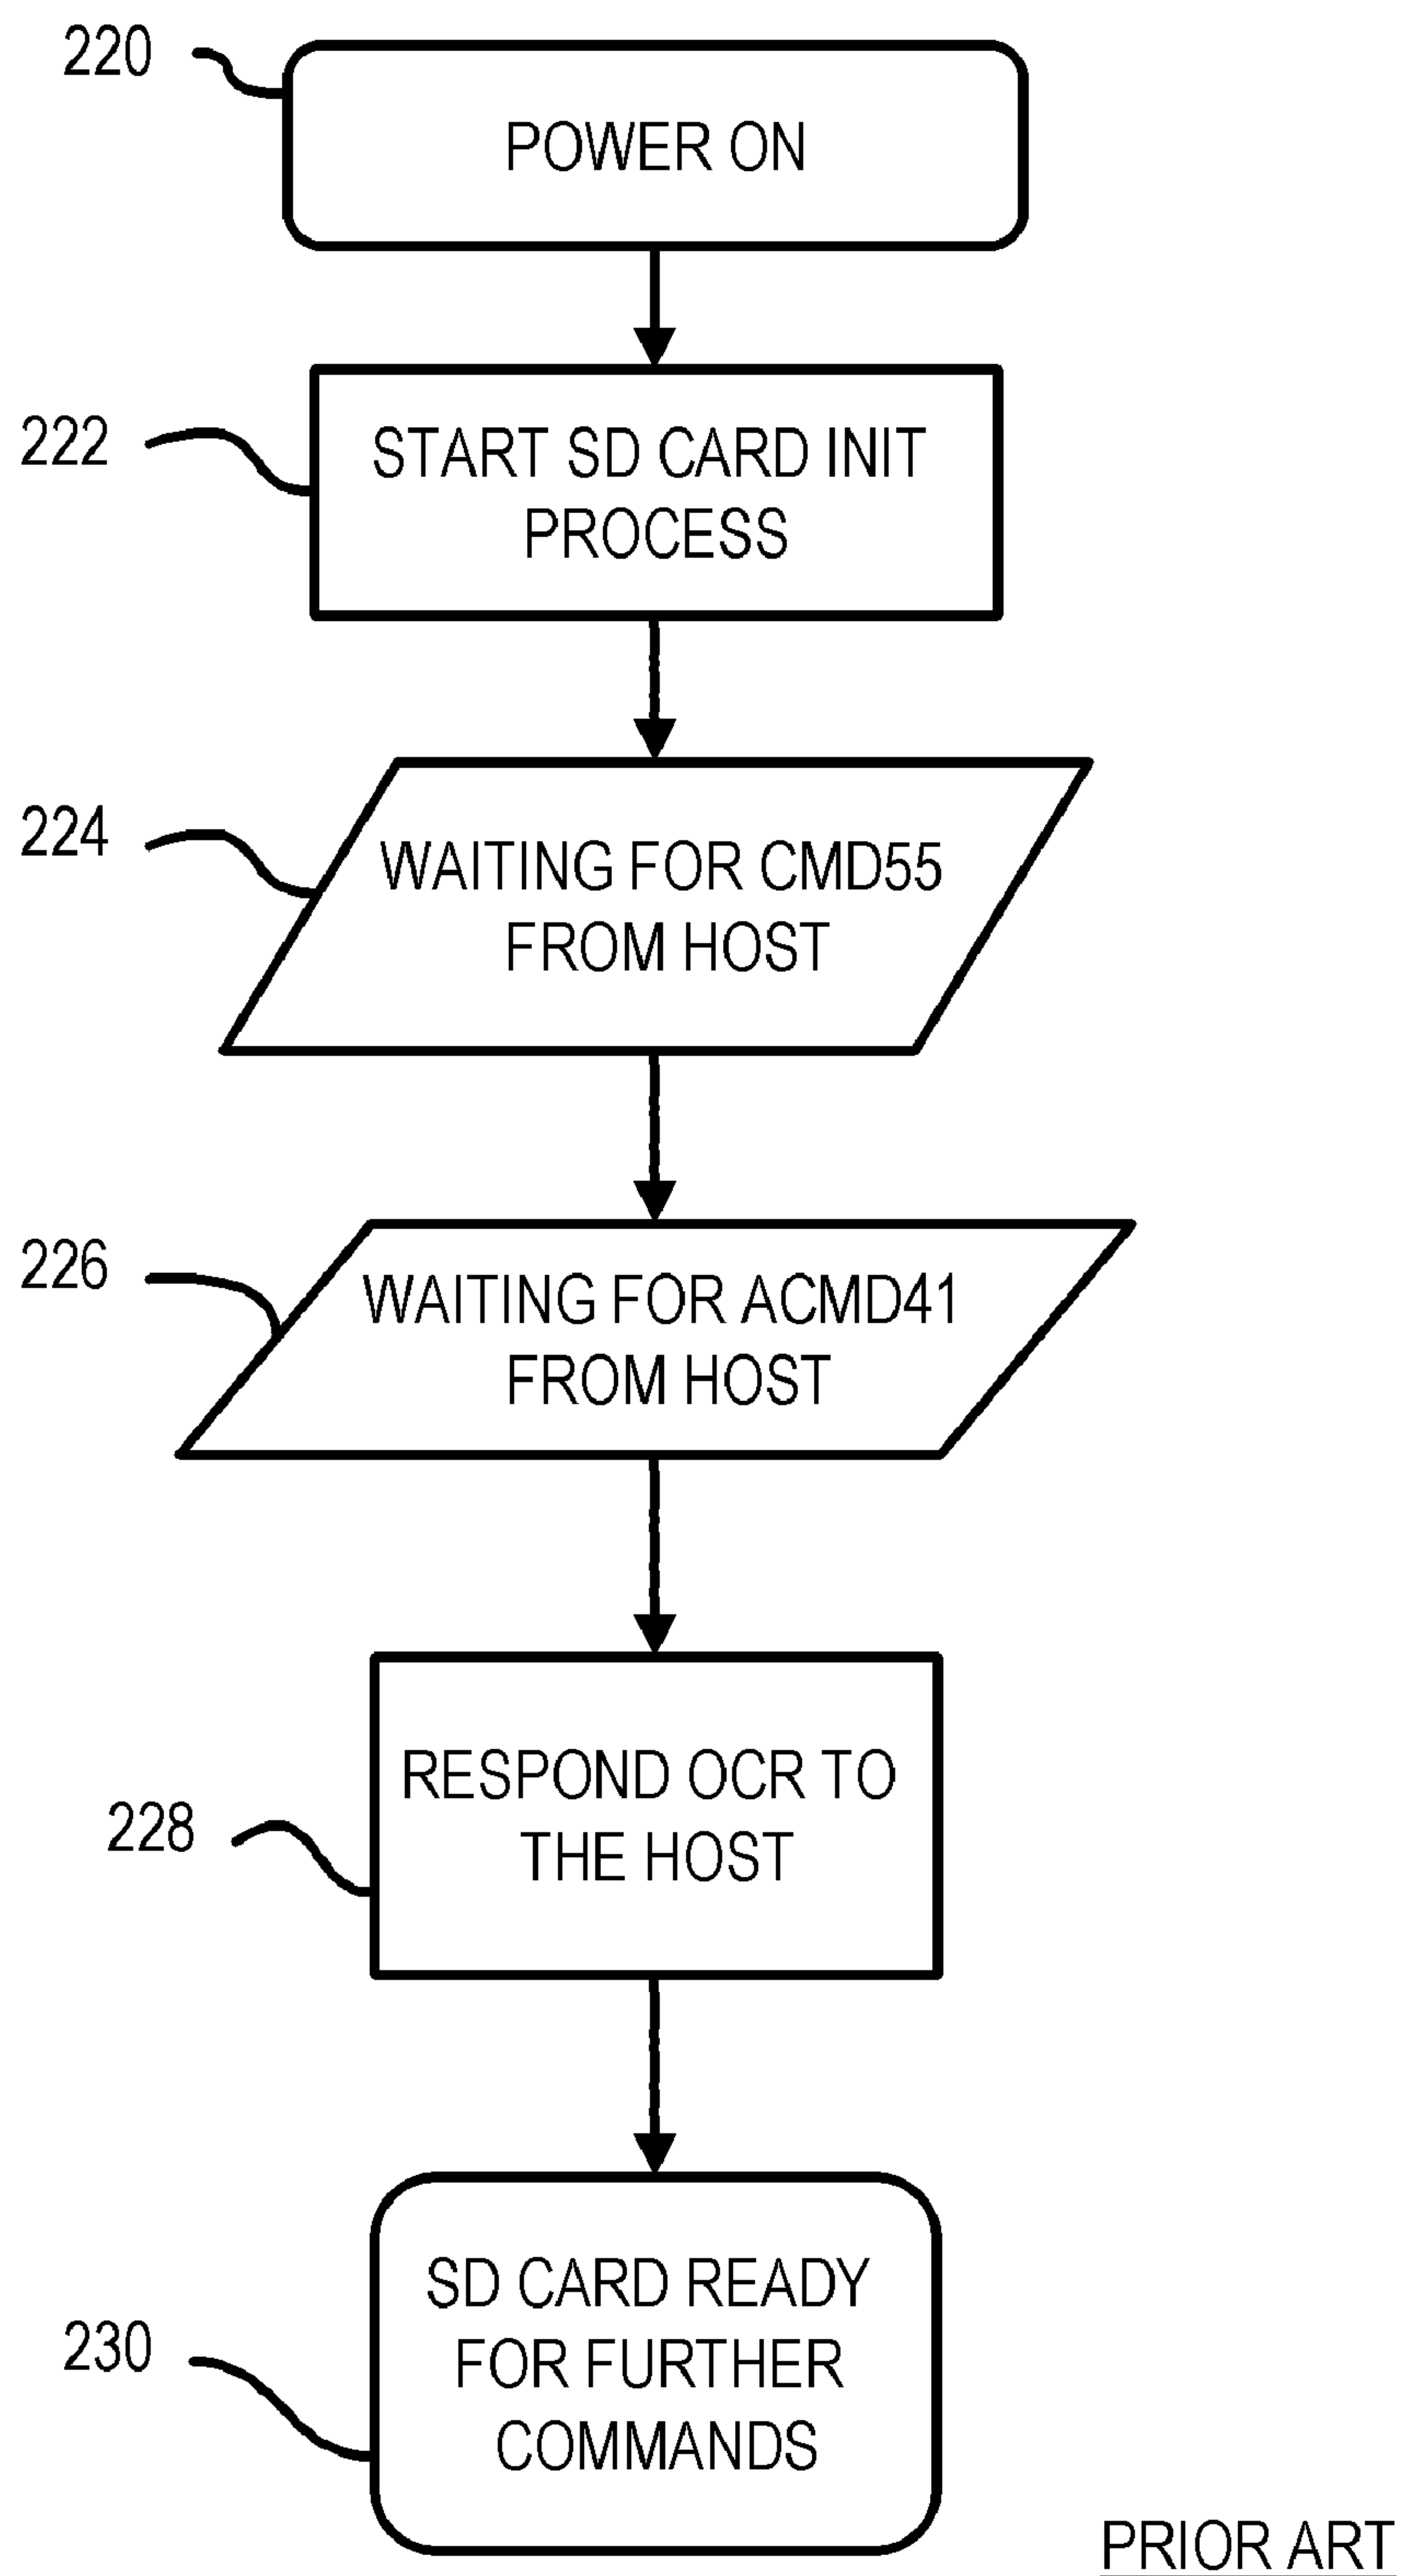 220
POWER ON
222
START SD CARD INIT
PROCESS
224
WAITING FOR CMD55
FROM HOST
226
WAITING FOR ACMD41
FROM HOST
228
RESPOND OCR TO
THE HOST
230
SD CARD READY
FOR FURTHER
COMMANDS
PRIOR ART